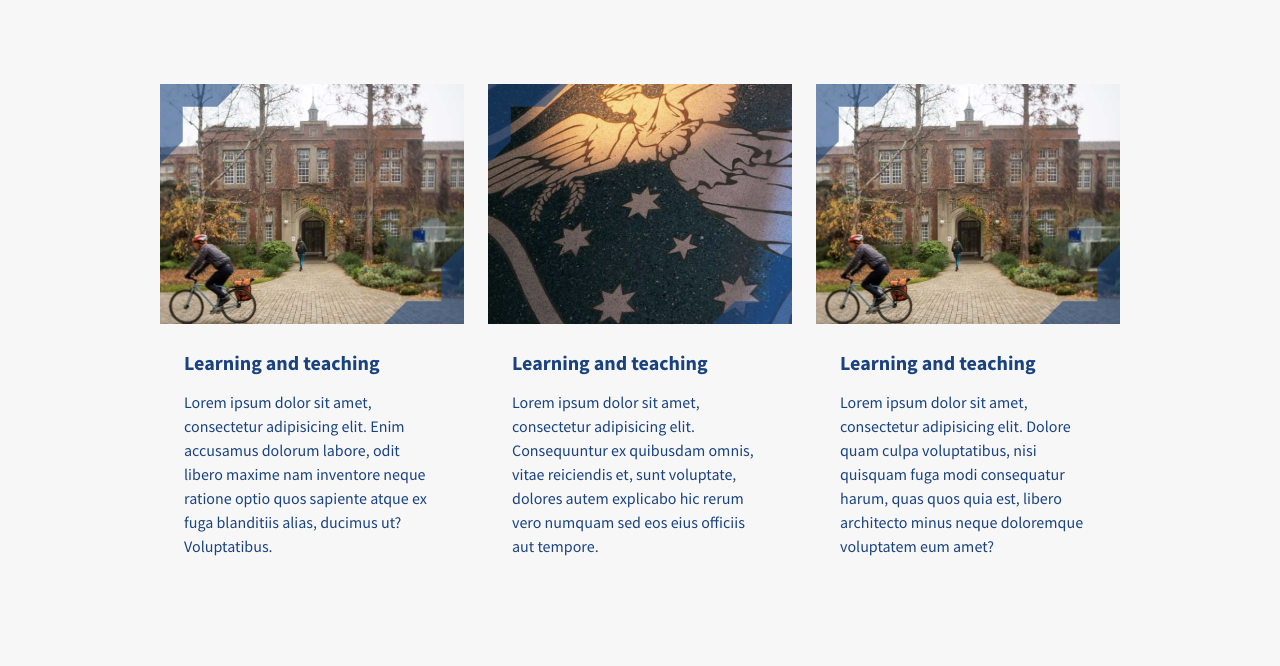 Learning and teaching
Lorem ipsum dolor sit amet,
consectetur adipisicing elit. Enim
accusamus dolorum labore, odit
libero maxime nam inventore neque
ratione optio quos sapiente atque ex
fuga blanditiis alias, ducimus ut?
Voluptatibus.
Learning and teaching
Lorem ipsum dolor sit amet,
consectetur adipisicing elit.
Consequuntur ex quibusdam omnis,
vitae reiciendis et, sunt voluptate,
dolores autem explicabo hic rerum
vero numquam sed eos eius officiis
aut tempore.
Learning and teaching
Lorem ipsum dolor sit amet,
consectetur adipisicing elit. Dolore
quam culpa voluptatibus, nisi
quisquam fuga modi consequatur
harum, quas quos quia est, libero
architecto minus neque doloremque
voluptatem eum amet?